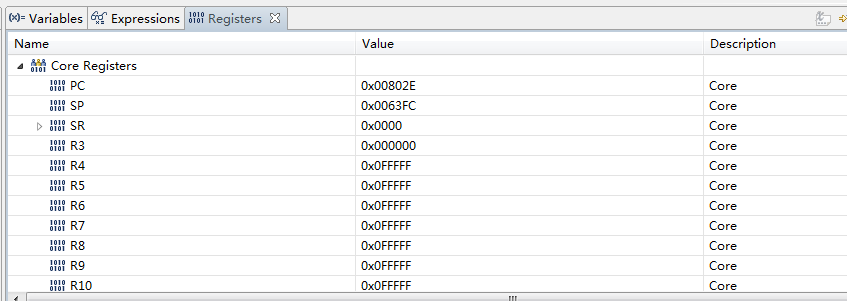 (x)= Variables Expressions Registers
Name Value Description
Core Registers
PC 0x00802E Core
SP 0x0063FC Core
SR 0x0000 Core
R3 0x000000 Core
R4 0x0FFFFF Core
R5 0x0FFFFF Core
R6 0x0FFFFF Core
R7 0x0FFFFF Core
R8 0x0FFFFF Core
R9 0x0FFFFF Core
R10 0x0FFFFF Core